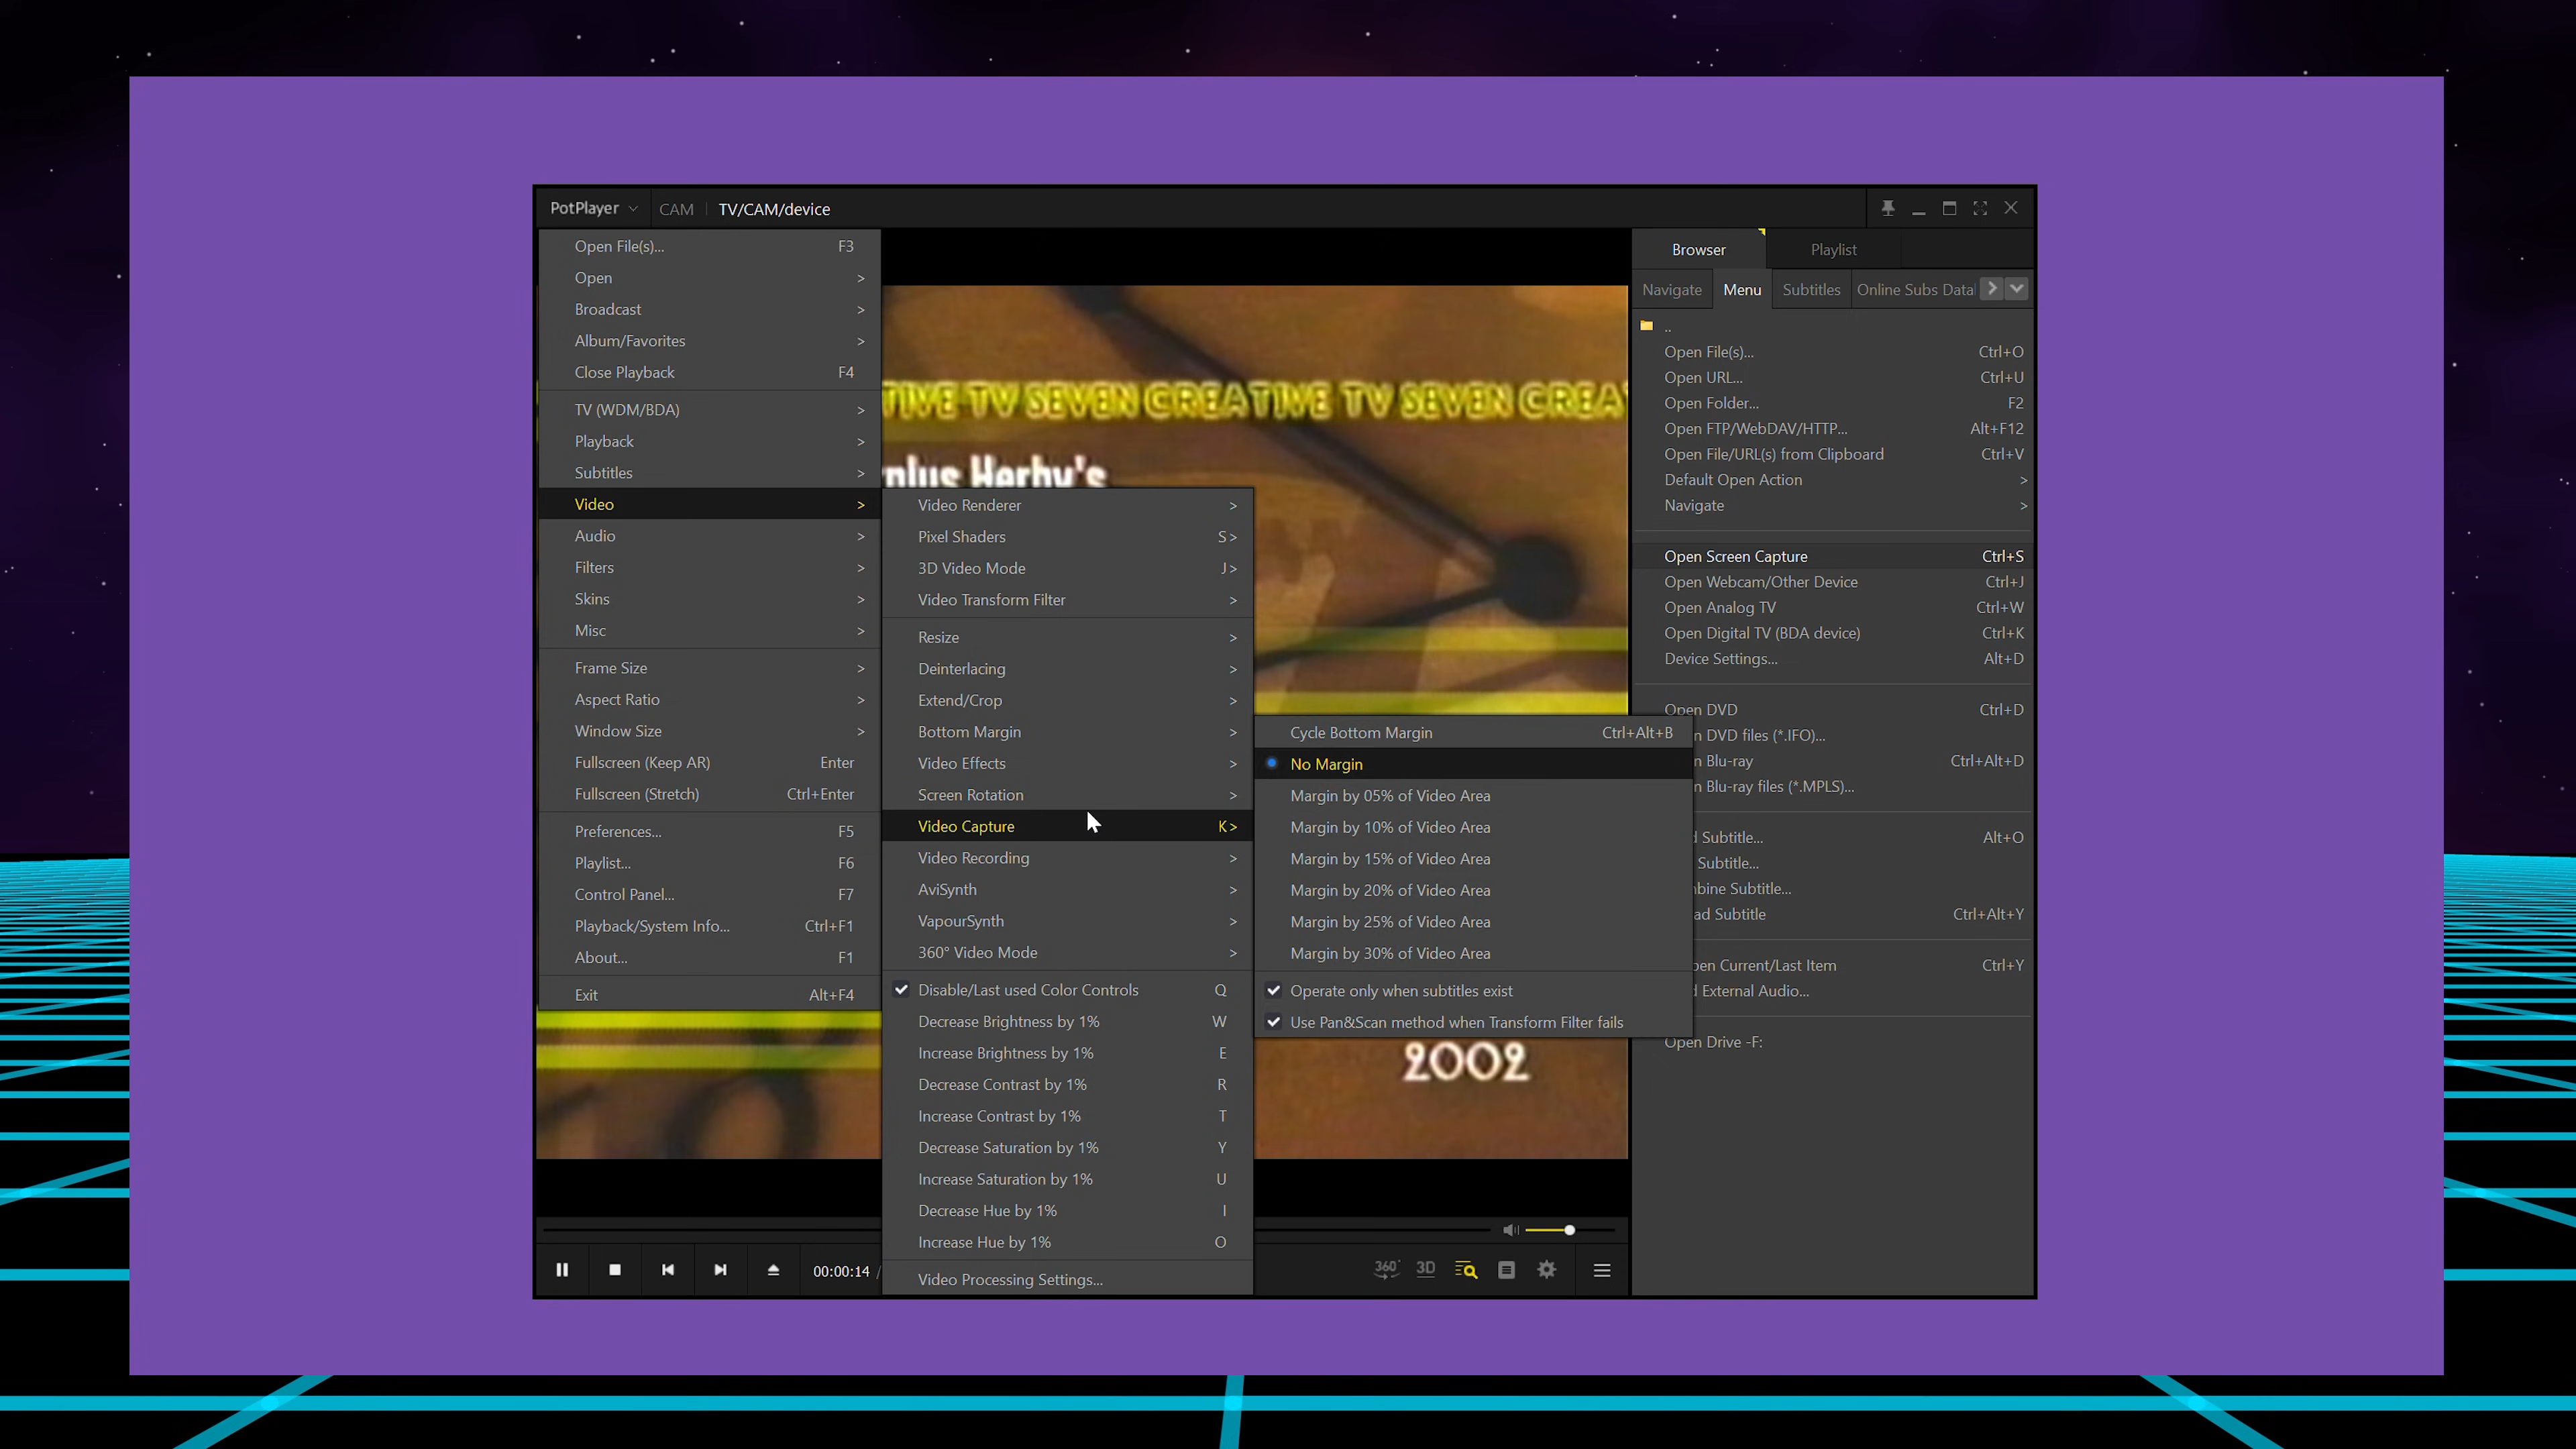 PotPlayer CAM TV/CAM/device
Open File(s)... F3
Open >
Broadcast >
Album/Favorites >
Close Playback F4
TV (WDM/BDA) >
Playback >
Subtitles >
Video >
Audio >
Filters >
Skins >
Misc >
Frame Size >
Aspect Ratio >
Window Size >
Fullscreen (Keep AR) Enter
Fullscreen (Stretch) Ctrl+Enter
Preferences... F5
Playlist... F6
Control Panel... F7
Playback/System Info... Ctrl+F1
About... F1
Exit Alt+F4
TIVE TV SEVEN CREATIVE TV SEVEN CREA
Herby's
Video Renderer >
Pixel Shaders S >
3D Video Mode J >
Video Transform Filter >
Resize >
Deinterlacing >
Extend/Crop >
Bottom Margin >
Video Effects >
Screen Rotation >
Video Capture K >
Video Recording >
AviSynth >
VapourSynth >
360° Video Mode >
Disable/Last used Color Controls Q
Decrease Brightness by 1% W
Increase Brightness by 1% E
Decrease Contrast by 1% R
Increase Contrast by 1% T
Decrease Saturation by 1% Y
Increase Saturation by 1% U
Decrease Hue by 1% I
Increase Hue by 1% O
Video Processing Settings...
Cycle Bottom Margin Ctrl+Alt+B
No Margin
Margin by 05% of Video Area
Margin by 10% of Video Area
Margin by 15% of Video Area
Margin by 20% of Video Area
Margin by 25% of Video Area
Margin by 30% of Video Area
Operate only when subtitles exist
Use Pan&Scan method when Transform Filter fails
2002
Browser Playlist
Navigate Menu Subtitles Online Subs Data
..
Open File(s)... Ctrl+O
Open URL... Ctrl+U
Open Folder... F2
Open FTP/WebDAV/HTTP... Alt+F12
Open File/URL(s) from Clipboard Ctrl+V
Default Open Action >
Navigate >
Open Screen Capture Ctrl+S
Open Webcam/Other Device Ctrl+J
Open Analog TV Ctrl+W
Open Digital TV (BDA device) Ctrl+K
Device Settings... Alt+D
Open DVD Ctrl+D
n DVD files (*.IFO)...
n Blu-ray Ctrl+Alt+D
n Blu-ray files (*.MPLS)...
d Subtitle... Alt+O
Subtitle...
bine Subtitle...
ad Subtitle Ctrl+Alt+Y
en Current/Last Item Ctrl+Y
d External Audio...
Open Drive -F:
00:00:14 /
360° 3D